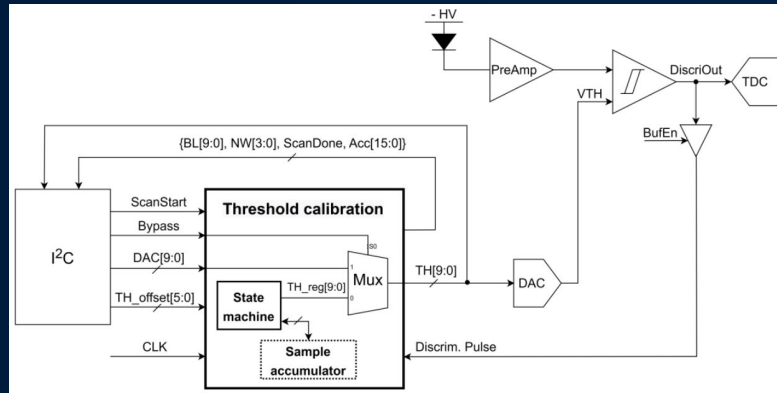 - HV
PreAmp
DiscriOut
TDC
VTH
BufEn
{BL[9:0], NW[3:0], ScanDone, Acc[15:0]}
ScanStart
Threshold calibration
Bypass
I²C
DAC[9:0]
1
Mux
TH[9:0]
DAC
TH_reg[9:0]
0
State
machine
TH_offset[5:0]
CLK
Sample
accumulator
Discrim. Pulse